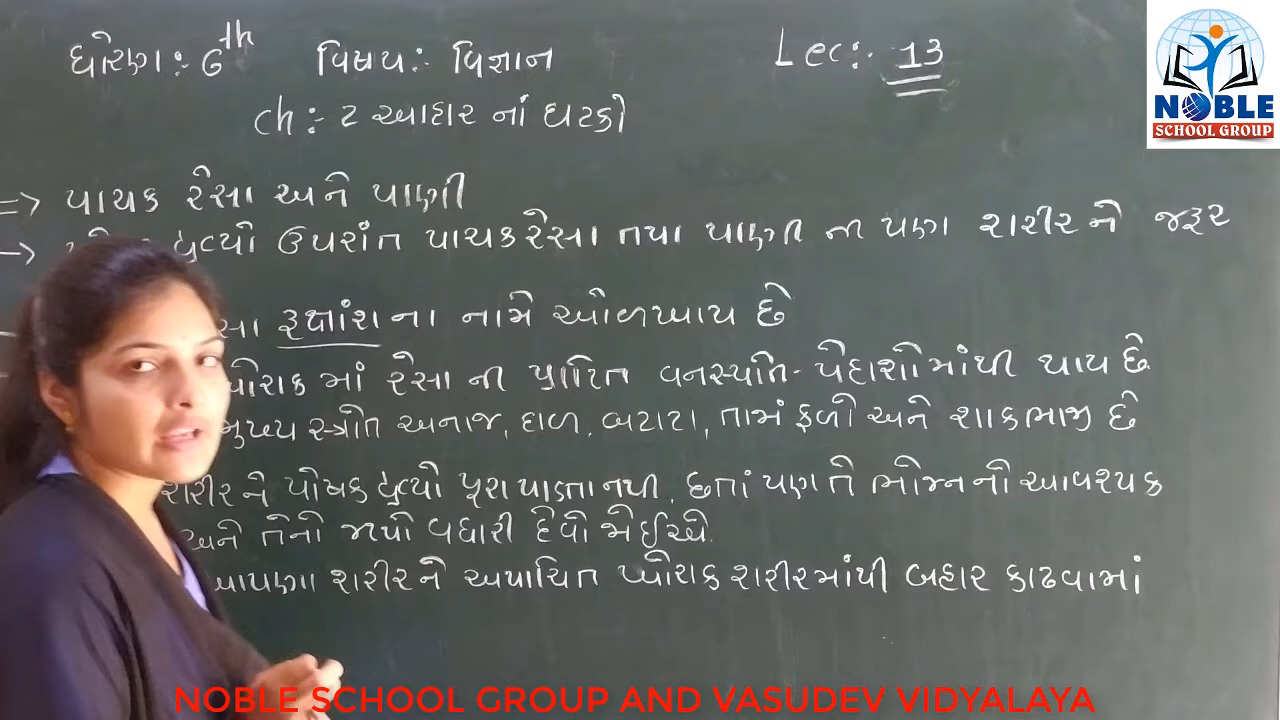 ધોરણ:- 6th વિષય:- વિજ્ઞાન Lec:- 13
ch:- 2 આહાર નાં ઘટકો
NOBLE
SCHOOL GROUP
=> પાચક રેસા અને પાણી
→ દ્રવ્યો ઉપરાંત પાચકરેસા તથા પાણી ની પણ શરીર ને જરૂર
સા રૂક્ષાંશ ના નામે ઓળખાય છે
ખોરાક માં રેસા ની પ્રાપ્તિ વનસ્પતિ- પેદાશોમાંથી થાય છે
મુખ્ય સ્ત્રોત અનાજ, દાળ, બટાટા, તાજાં ફળો અને શાકભાજી છે
શરીર ને પોષક દ્રવ્યો પૂરા પાડતા નથી, છતાં પણ તે ભોજન નો આવશ્યક
અને તેનો જથ્થો વધારી દેવો જોઈએ.
આપણા શરીર ને અપાચિત ખોરાક શરીરમાંથી બહાર કાઢવામાં
NOBLE SCHOOL GROUP AND VASUDEV VIDYALAYA